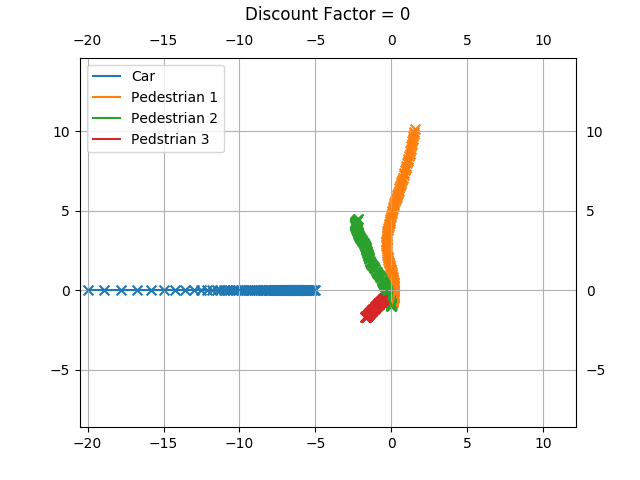 Discount Factor = 0
−20 −15 −10 −5 0 5 10
Car
Pedestrian 1
Pedestrian 2
Pedstrian 3
10 10
5 5
0 0
−5 −5
−20 −15 −10 −5 0 5 10